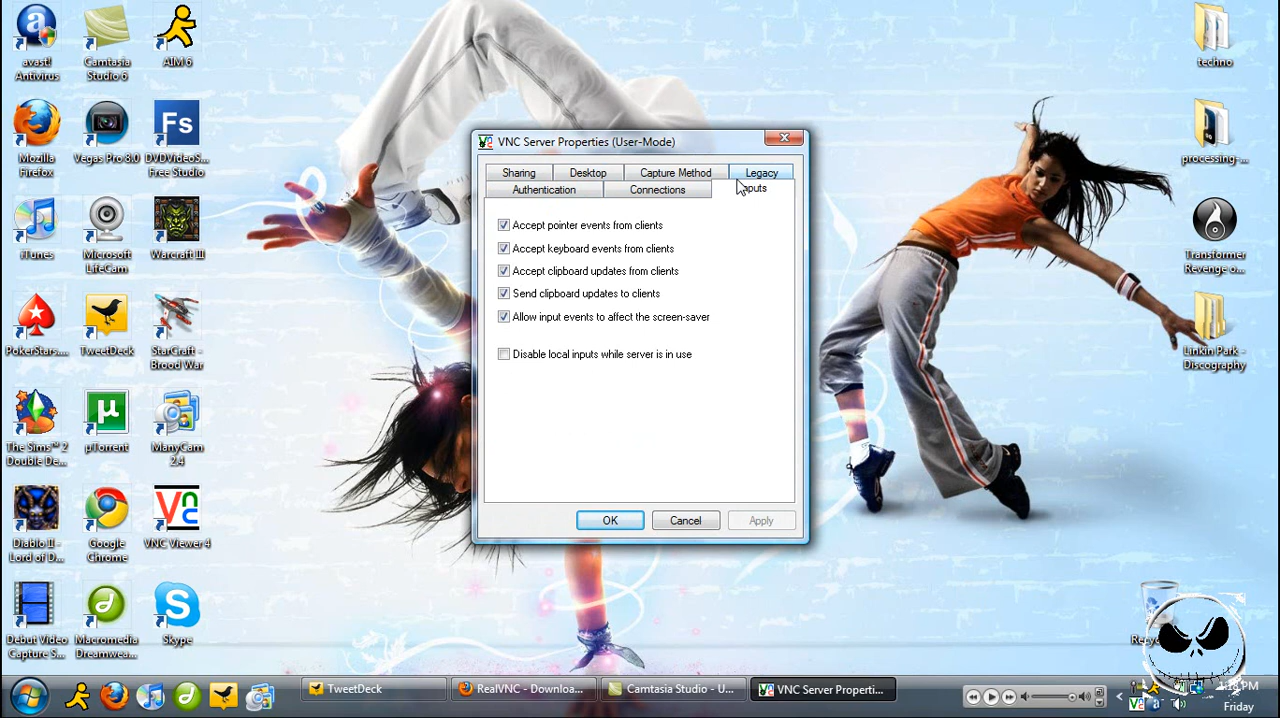 avast!
Antivirus
Camtasia
Studio 6
AIM 6
Mozilla
Firefox
Vegas Pro 8.0
Fs
DVDVideoS...
Free Studio
iTunes
Microsoft
LifeCam
Warcraft III
PokerStars....
TweetDeck
StarCraft -
Brood War
The Sims™ 2
Double De...
µTorrent
ManyCam
2.4
Diablo II -
Lord of D...
Google
Chrome
VNC Viewer 4
Debut Video
Capture S...
Macromedia
Dreamwea...
Skype
VNC Server Properties (User-Mode)
Sharing
Desktop
Capture Method
Legacy
Authentication
Connections
Inputs
Accept pointer events from clients
Accept keyboard events from clients
Accept clipboard updates from clients
Send clipboard updates to clients
Allow input events to affect the screen-saver
Disable local inputs while server is in use
OK
Cancel
Apply
techno
processing-...
Transformer
Revenge o...
Linkin Park -
Discography
TweetDeck
RealVNC - Downloa...
Camtasia Studio - U...
VNC Server Properti...
Friday